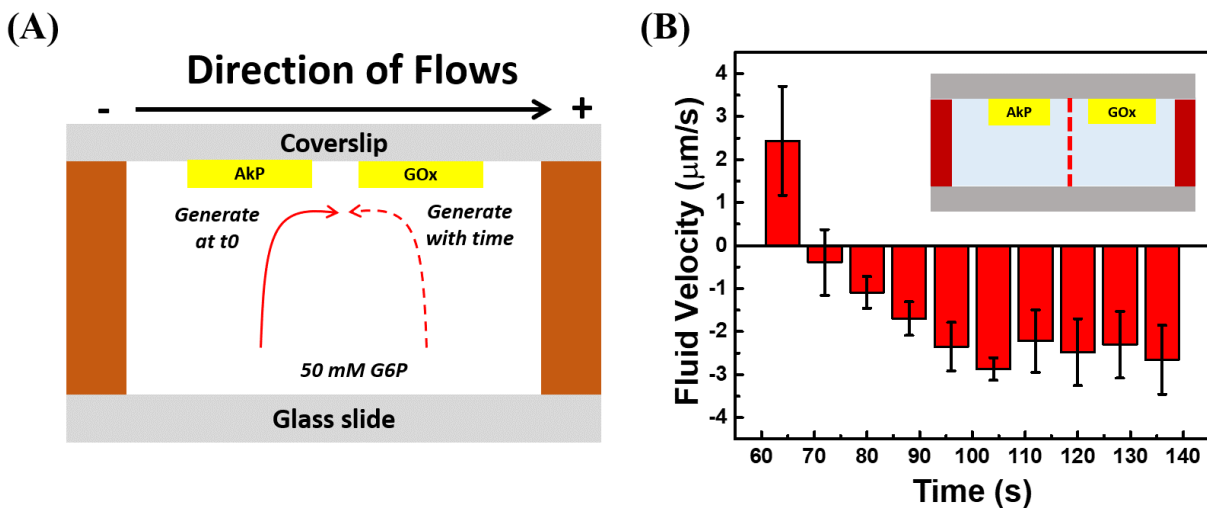 (A)
Direction of Flows
- +
Coverslip
AkP GOx
Generate
at t0
Generate
with time
50 mM G6P
Glass slide
(B)
Fluid Velocity (μm/s)
4
3
2
1
0
-1
-2
-3
-4
AkP GOx
60 70 80 90 100 110 120 130 140
Time (s)